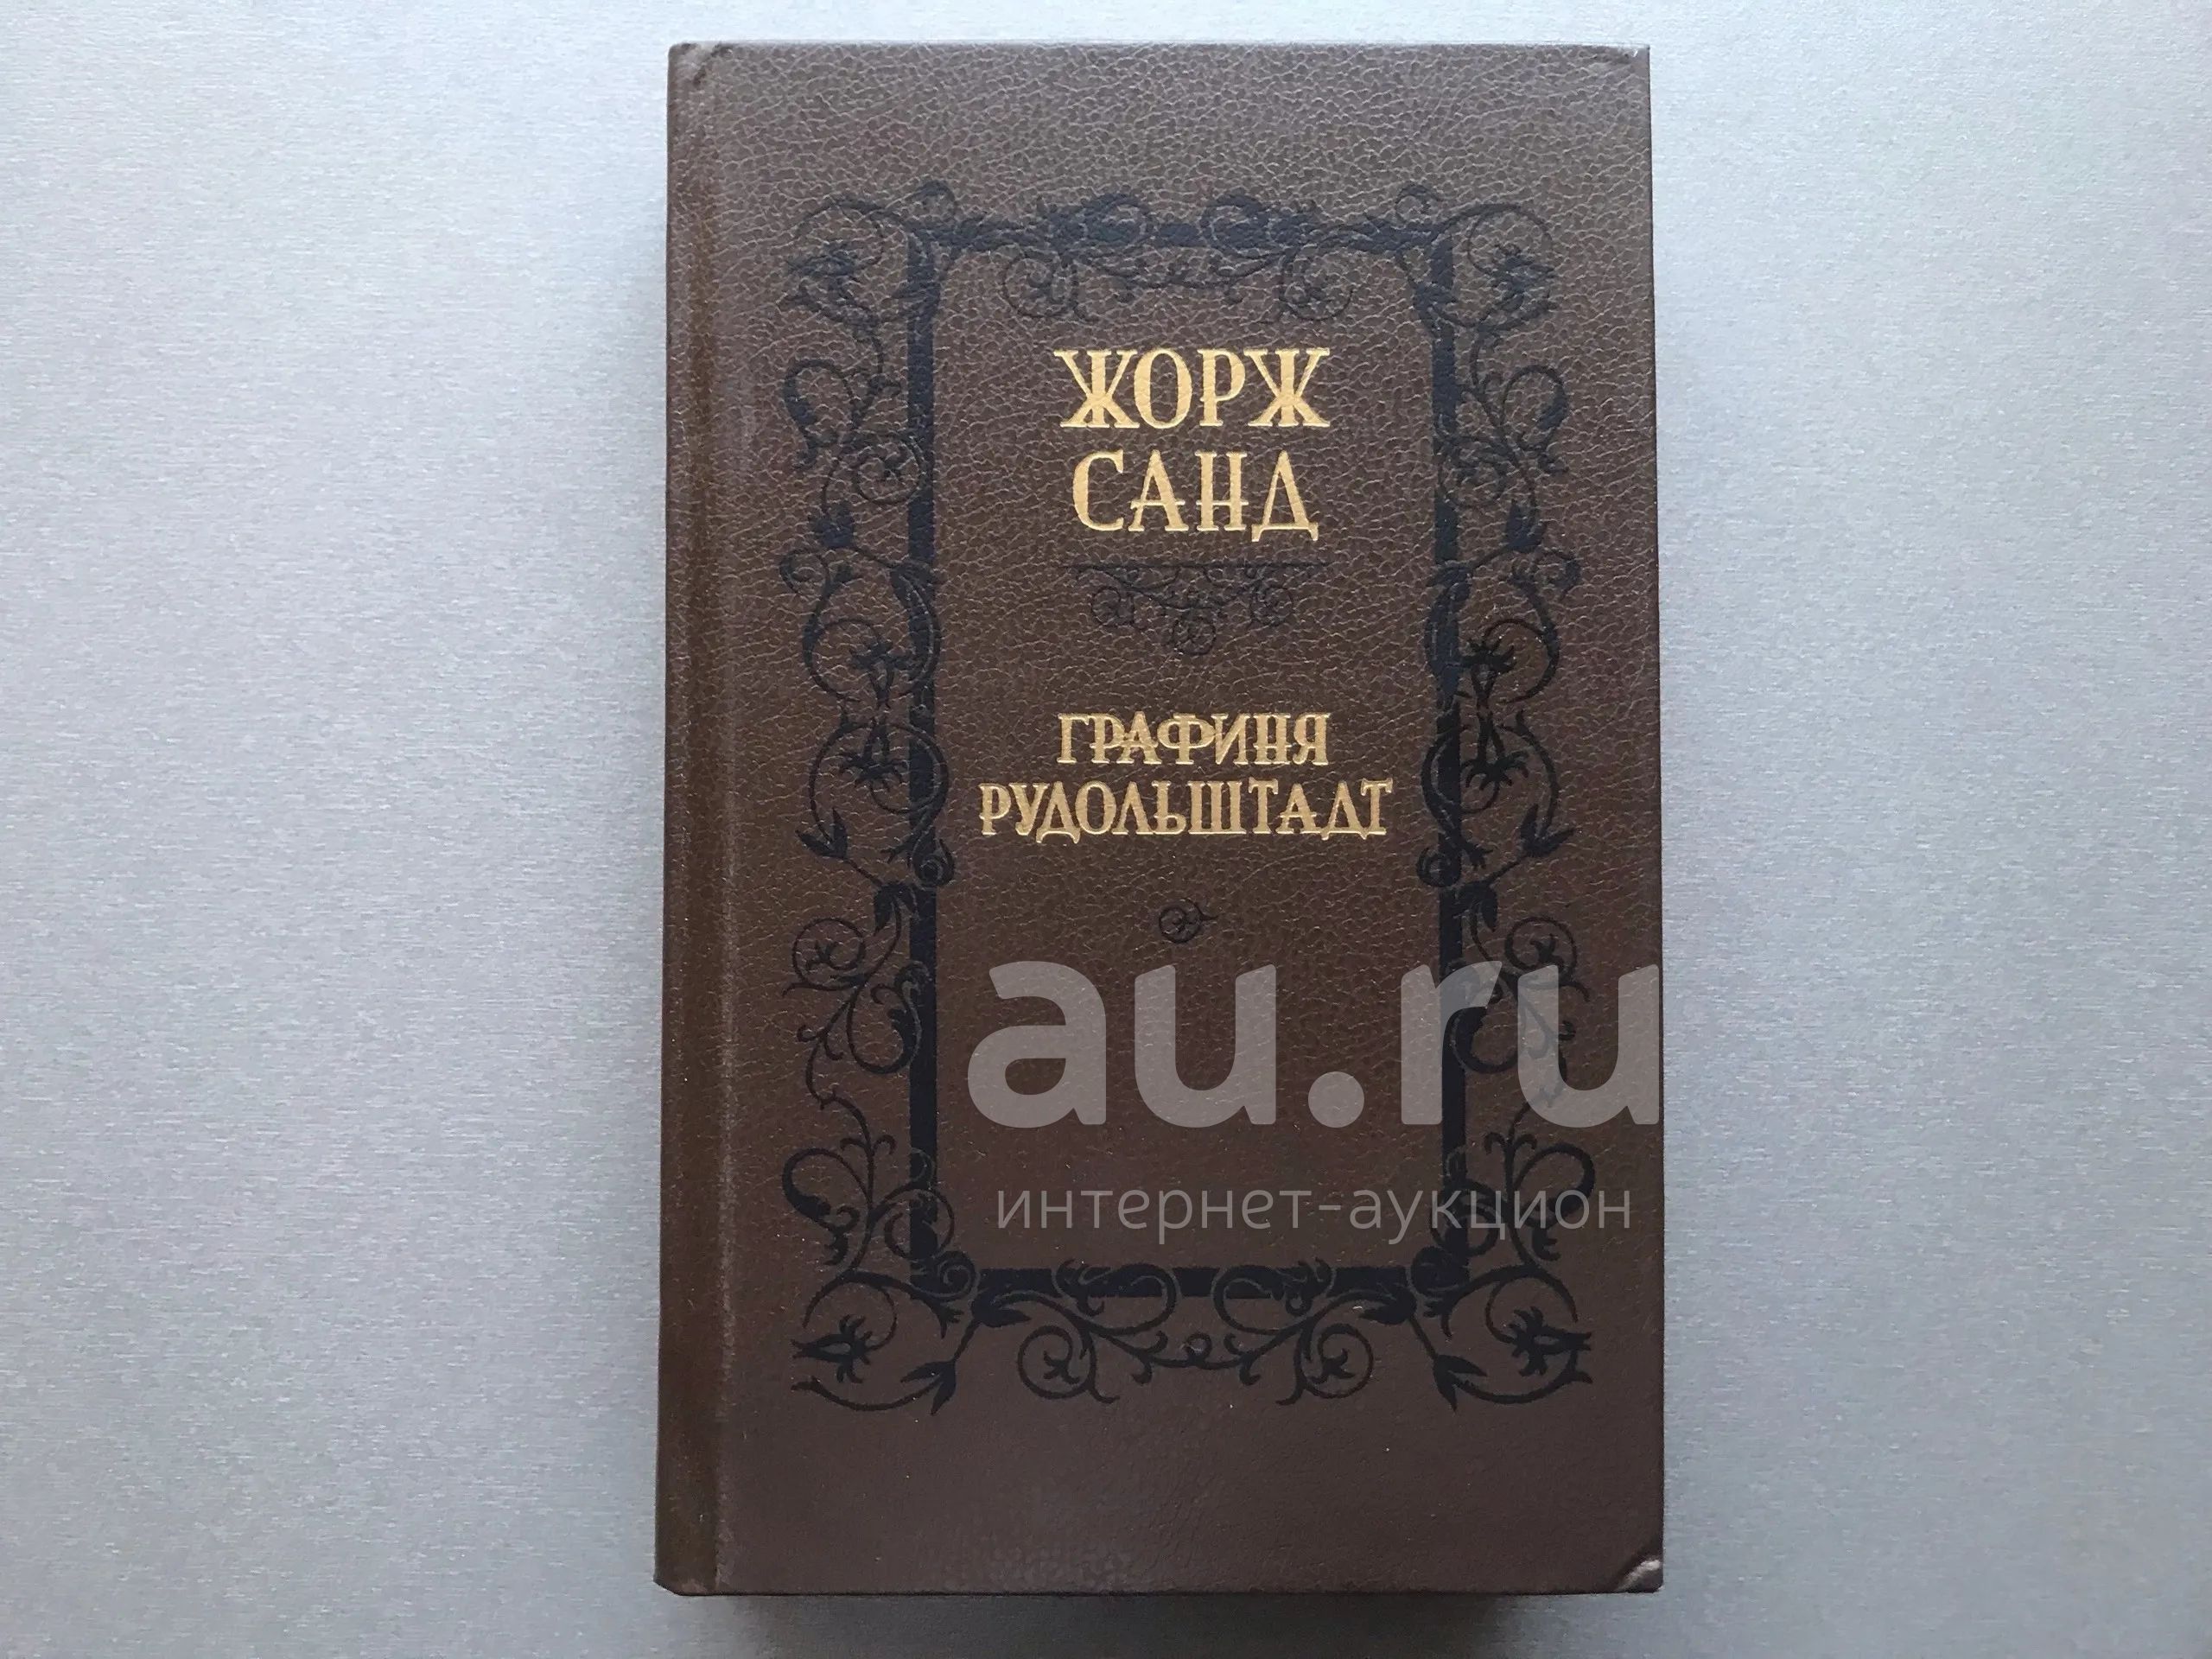 ЖОРЖ
САНД
ГРАФИНЯ
РУДОЛЬШТАДТ
au.ru
интернет-аукцион